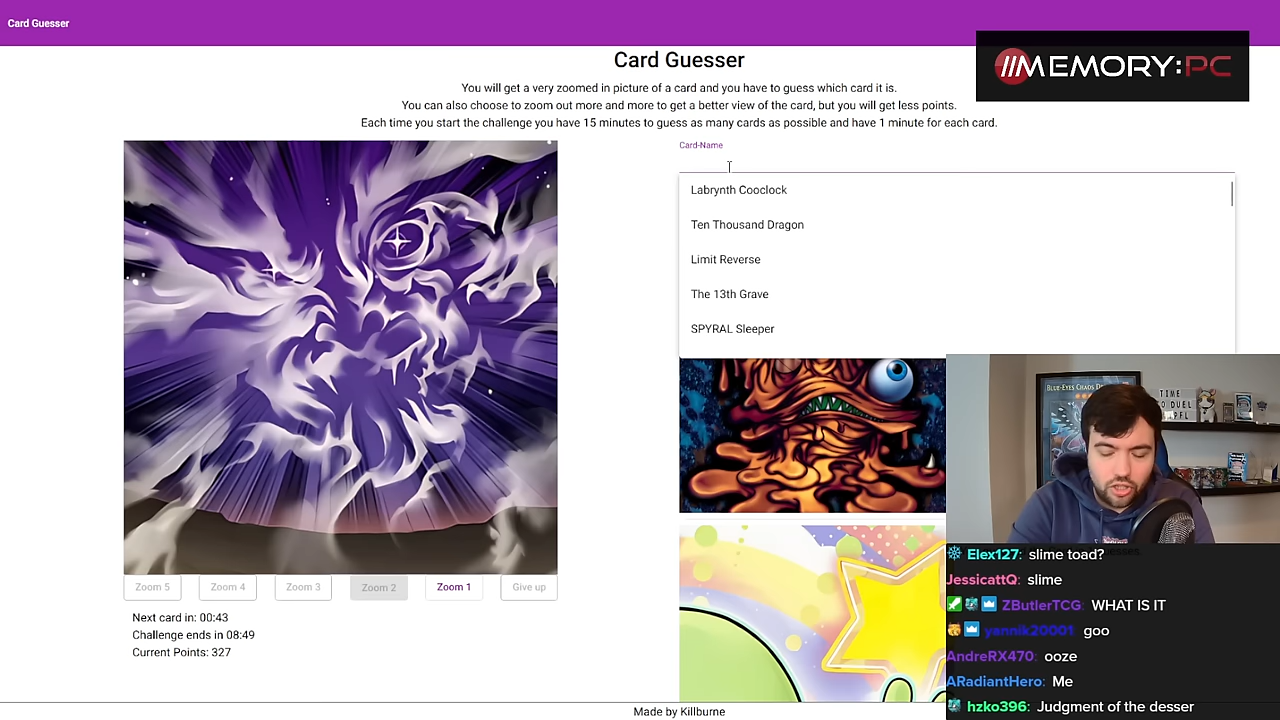 Card Guesser
//MEMORY:PC
Card Guesser
You will get a very zoomed in picture of a card and you have to guess which card it is.
You can also choose to zoom out more and more to get a better view of the card, but you will get less points.
Each time you start the challenge you have 15 minutes to guess as many cards as possible and have 1 minute for each card.
Card-Name
Labrynth Cooclock
Ten Thousand Dragon
Limit Reverse
The 13th Grave
SPYRAL Sleeper
Zoom 5
Zoom 4
Zoom 3
Zoom 2
Zoom 1
Give up
Next card in: 00:43
Challenge ends in 08:49
Current Points: 327
TIME
Elex127: slime toad?
JessicattQ: slime
ZButlerTCG: WHAT IS IT
yannik20001 goo
AndreRX470: ooze
ARadiantHero: Me
hzko396: Judgment of the desser
Made by Killburne